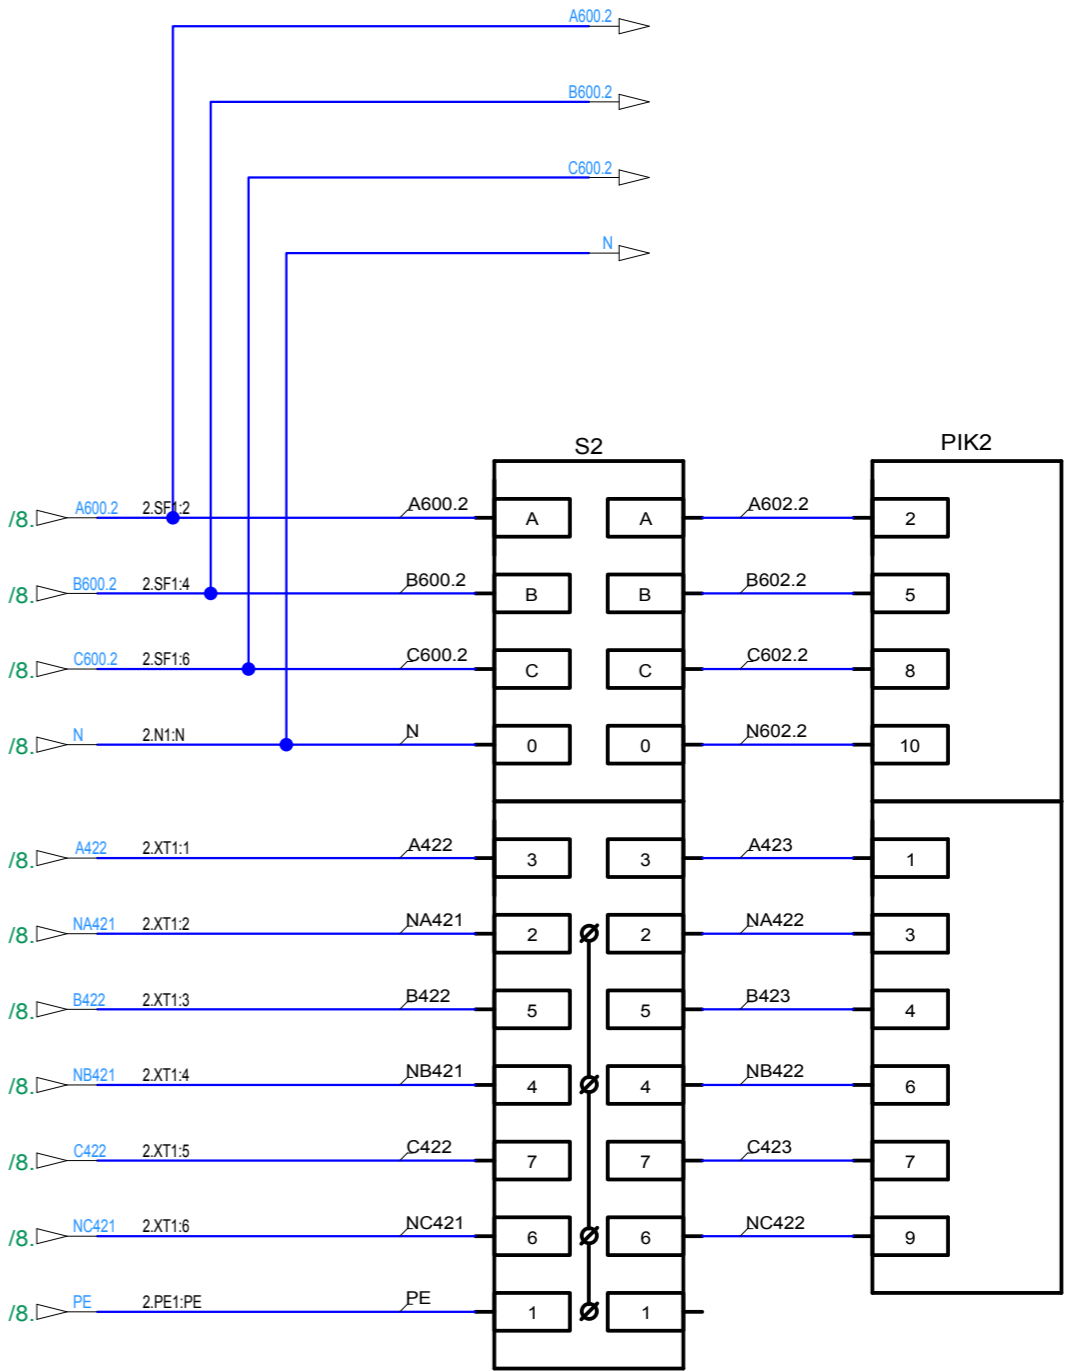 A600.2
B600.2
C600.2
N
S2 PIK2
/8. A600.2 2.SF1:2 A600.2 A A A602.2 2
/8. B600.2 2.SF1:4 B600.2 B B B602.2 5
/8. C600.2 2.SF1:6 C600.2 C C C602.2 8
/8. N 2.N1:N N 0 0 N602.2 10
/8. A422 2.XT1:1 A422 3 3 A423 1
/8. NA421 2.XT1:2 NA421 2 2 NA422 3
/8. B422 2.XT1:3 B422 5 5 B423 4
/8. NB421 2.XT1:4 NB421 4 4 NB422 6
/8. C422 2.XT1:5 C422 7 7 C423 7
/8. NC421 2.XT1:6 NC421 6 6 NC422 9
/8. PE 2.PE1:PE PE 1 1